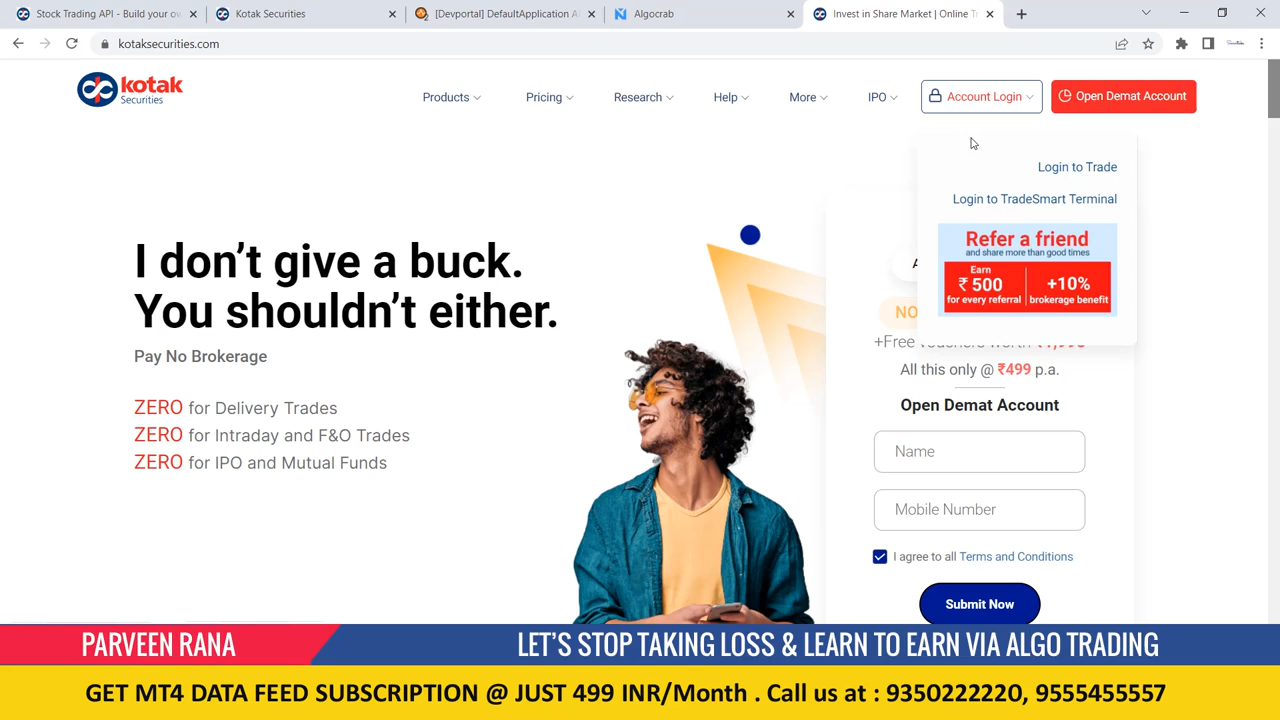 Stock Trading API - Build your ow
Kotak Securities
[Devportal] DefaultApplication A
Algocrab
Invest in Share Market | Online Tr
kotaksecurities.com
kotak
Securities
Products
Pricing
Research
Help
More
IPO
Account Login
Open Demat Account
Login to Trade
Login to TradeSmart Terminal
Refer a friend
and share more than good times
Earn
₹ 500
for every referral
+10%
brokerage benefit
I don’t give a buck.
You shouldn’t either.
Pay No Brokerage
ZERO for Delivery Trades
ZERO for Intraday and F&O Trades
ZERO for IPO and Mutual Funds
NO
+Free
All this only @ ₹499 p.a.
Open Demat Account
Name
Mobile Number
I agree to all Terms and Conditions
Submit Now
PARVEEN RANA
LET’S STOP TAKING LOSS & LEARN TO EARN VIA ALGO TRADING
GET MT4 DATA FEED SUBSCRIPTION @ JUST 499 INR/Month . Call us at : 9350222220, 9555455557